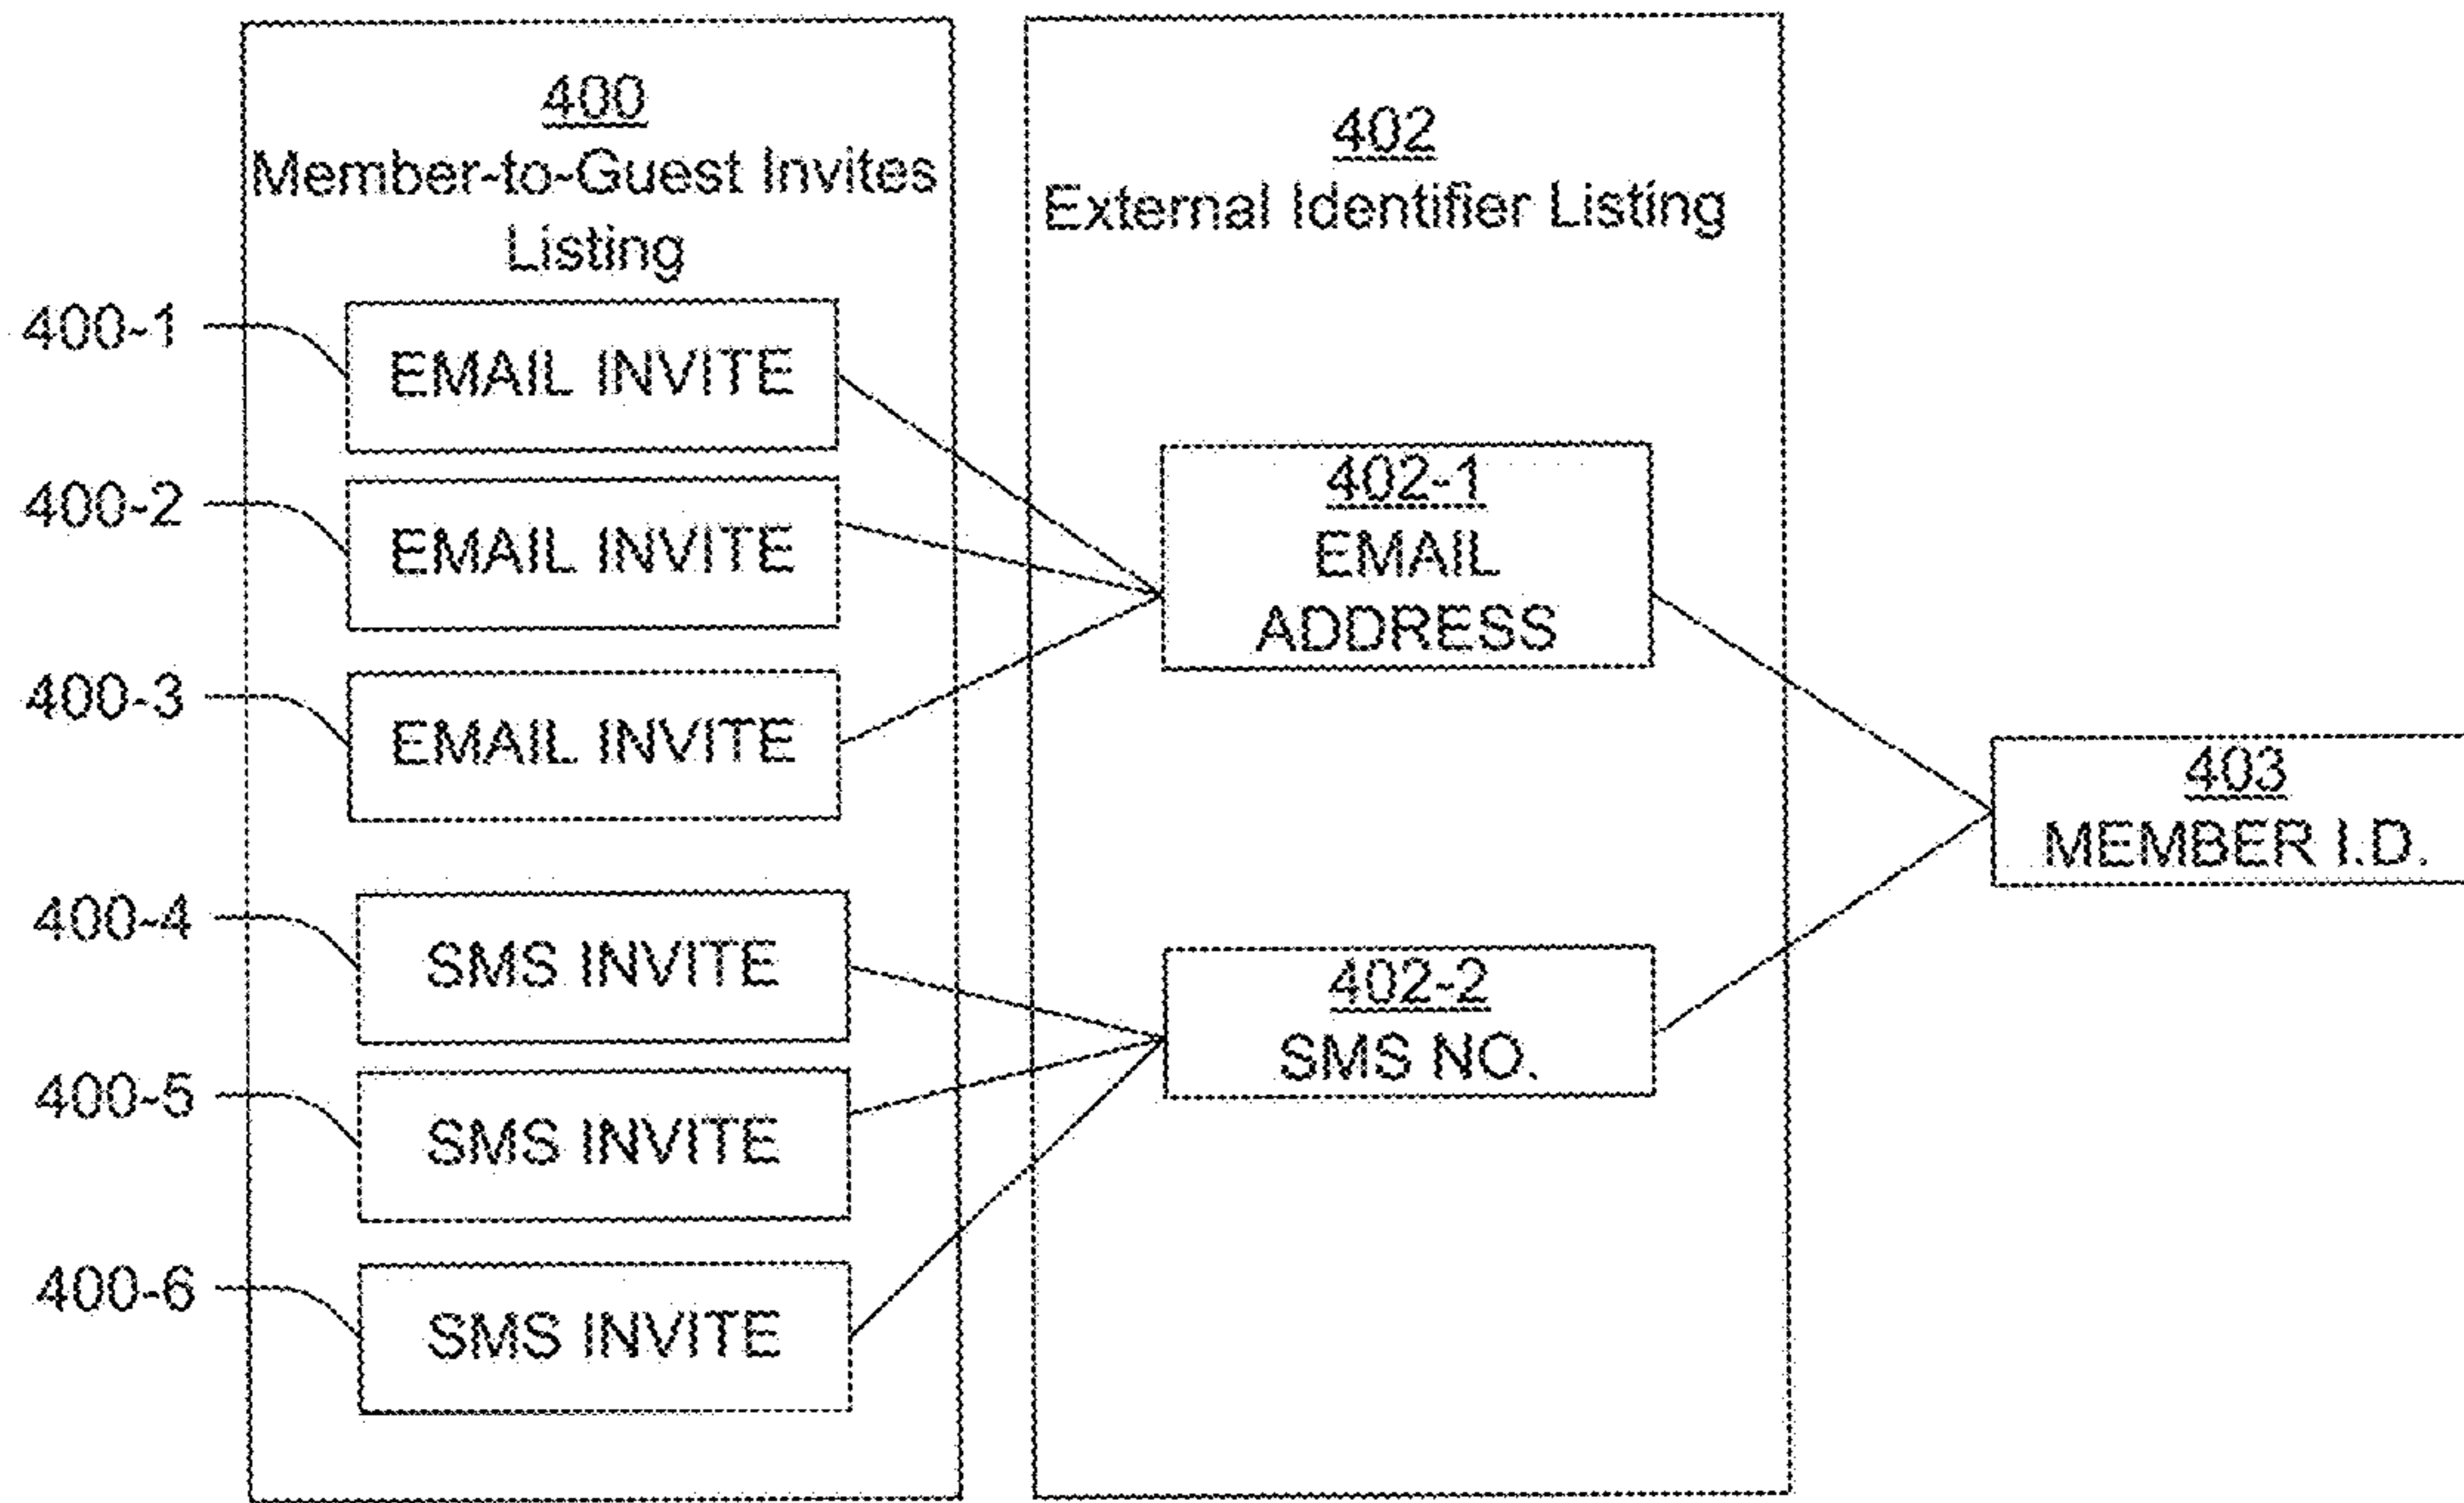 400
Member-to-Guest Invites
Listing
400-1
EMAIL INVITE
400-2
EMAIL INVITE
400-3
EMAIL INVITE
400-4
SMS INVITE
400-5
SMS INVITE
400-6
SMS INVITE
402
External Identifier Listing
402-1
EMAIL
ADDRESS
402-2
SMS NO.
403
MEMBER I.D.